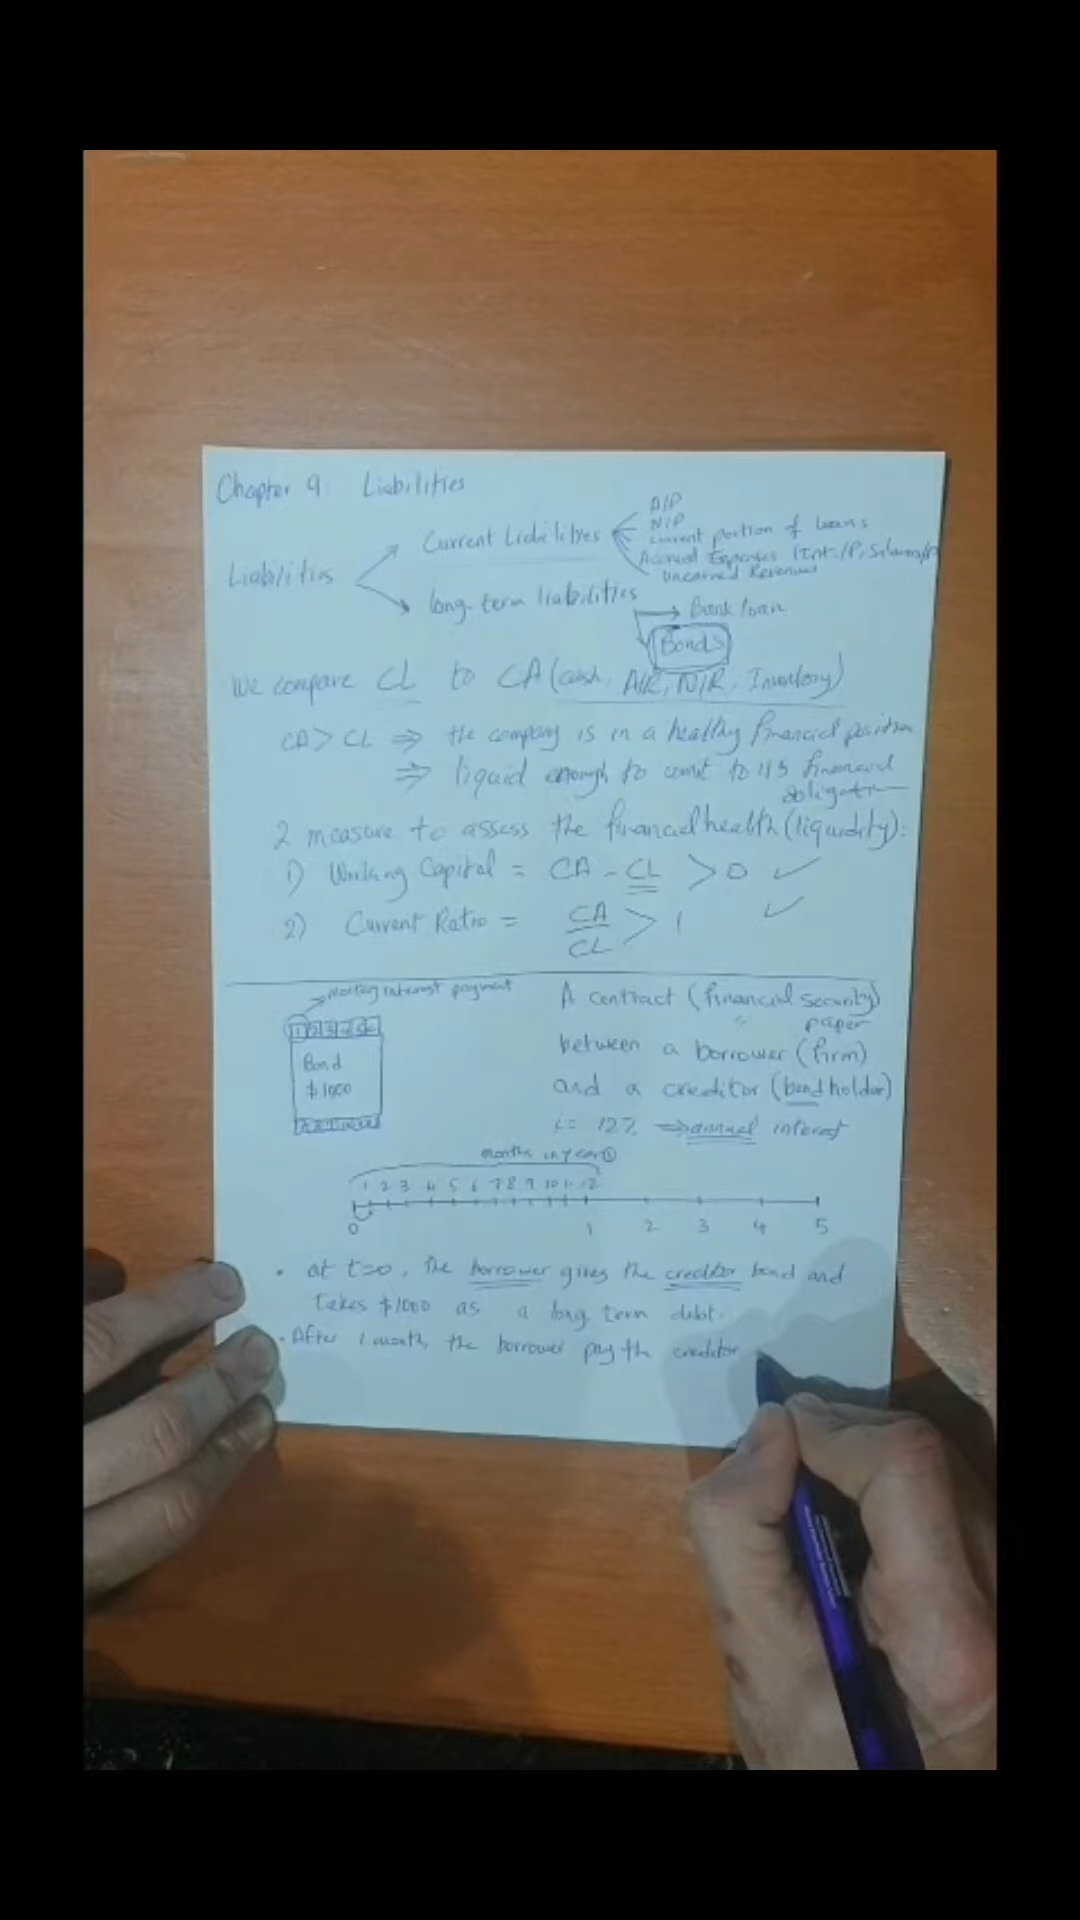 Chapter 9: Liabilities
A/P
N/P
Current Liabilities
Current portion of loans
Accrued Expenses (Int./P, Salary/P
Unearned Revenues
Liabilities
long-term liabilities
Bank loan
Bonds
We compare CL to CA (cash, A/R, N/R, Inventory)
CA > CL ⇒ the company is in a healthy financial position
⇒ liquid enough to to its financial
2 measure to assess the financial health (liquidity):
1) Working Capital = CA - CL > 0 ✓
2) Current Ratio = CA/CL > 1 ✓
interest payment
A contract (financial security)
paper
between a borrower (firm)
Bond
$1000
and a creditor (bond holder)
i = 12% ⇒ annual interest
months in year 1
1 2 3 4 5 6 7 8 9 10 11 12
0 1 2 3 4 5
• at t=0, the borrower gives the creditor bond and
takes $1000 as a long term debt.
• After 1 month, the borrower pay the creditor